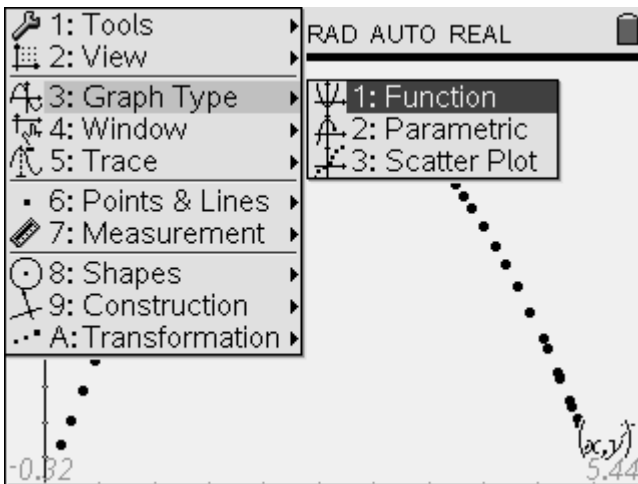 1: Tools
RAD AUTO REAL
2: View
3: Graph Type
1: Function
4: Window
2: Parametric
5: Trace
3: Scatter Plot
6: Points & Lines
7: Measurement
8: Shapes
9: Construction
A: Transformation
(x,y)
-0.32
5.44